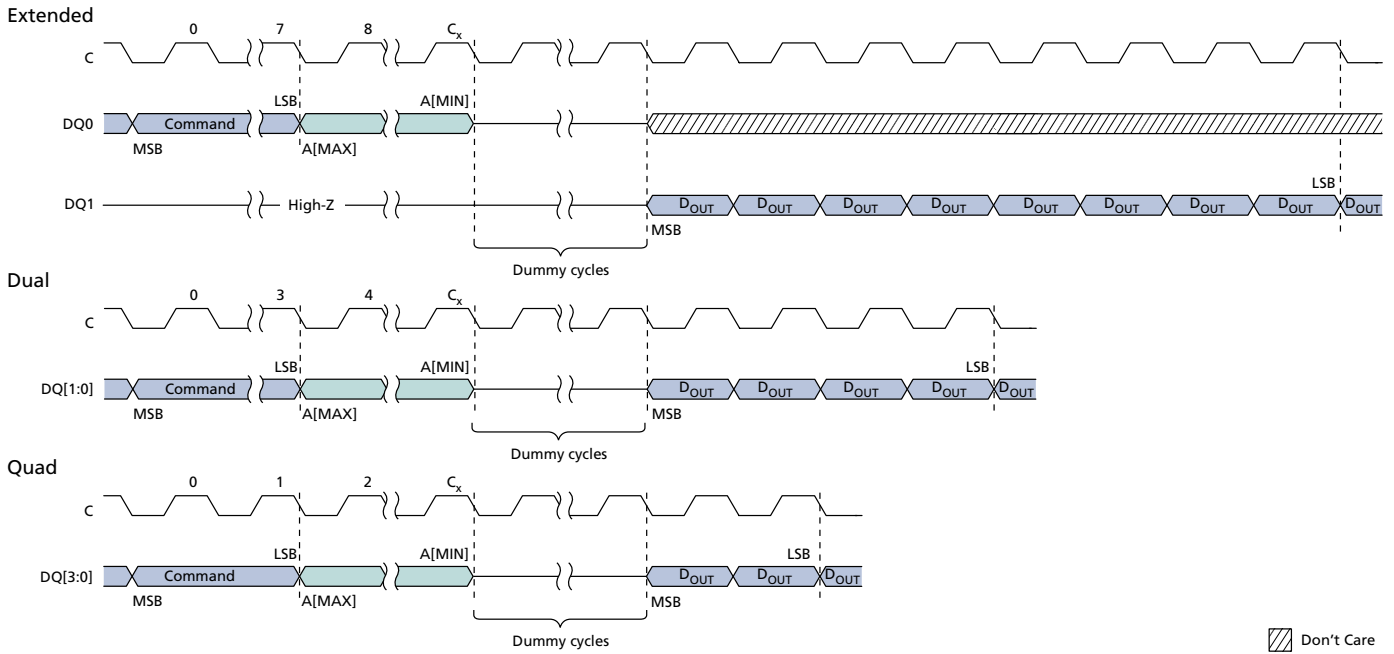 Extended
0 7 8 Cx
C
LSB A[MIN]
DQ0 Command
MSB A[MAX]
LSB
DQ1 High-Z DOUT DOUT DOUT DOUT DOUT DOUT DOUT DOUT DOUT
MSB
Dummy cycles
Dual
0 3 4 Cx
C
LSB A[MIN] LSB
DQ[1:0] Command DOUT DOUT DOUT DOUT DOUT
MSB A[MAX] MSB
Dummy cycles
Quad
0 1 2 Cx
C
LSB A[MIN] LSB
DQ[3:0] Command DOUT DOUT DOUT
MSB A[MAX] MSB
Dummy cycles
Don't Care